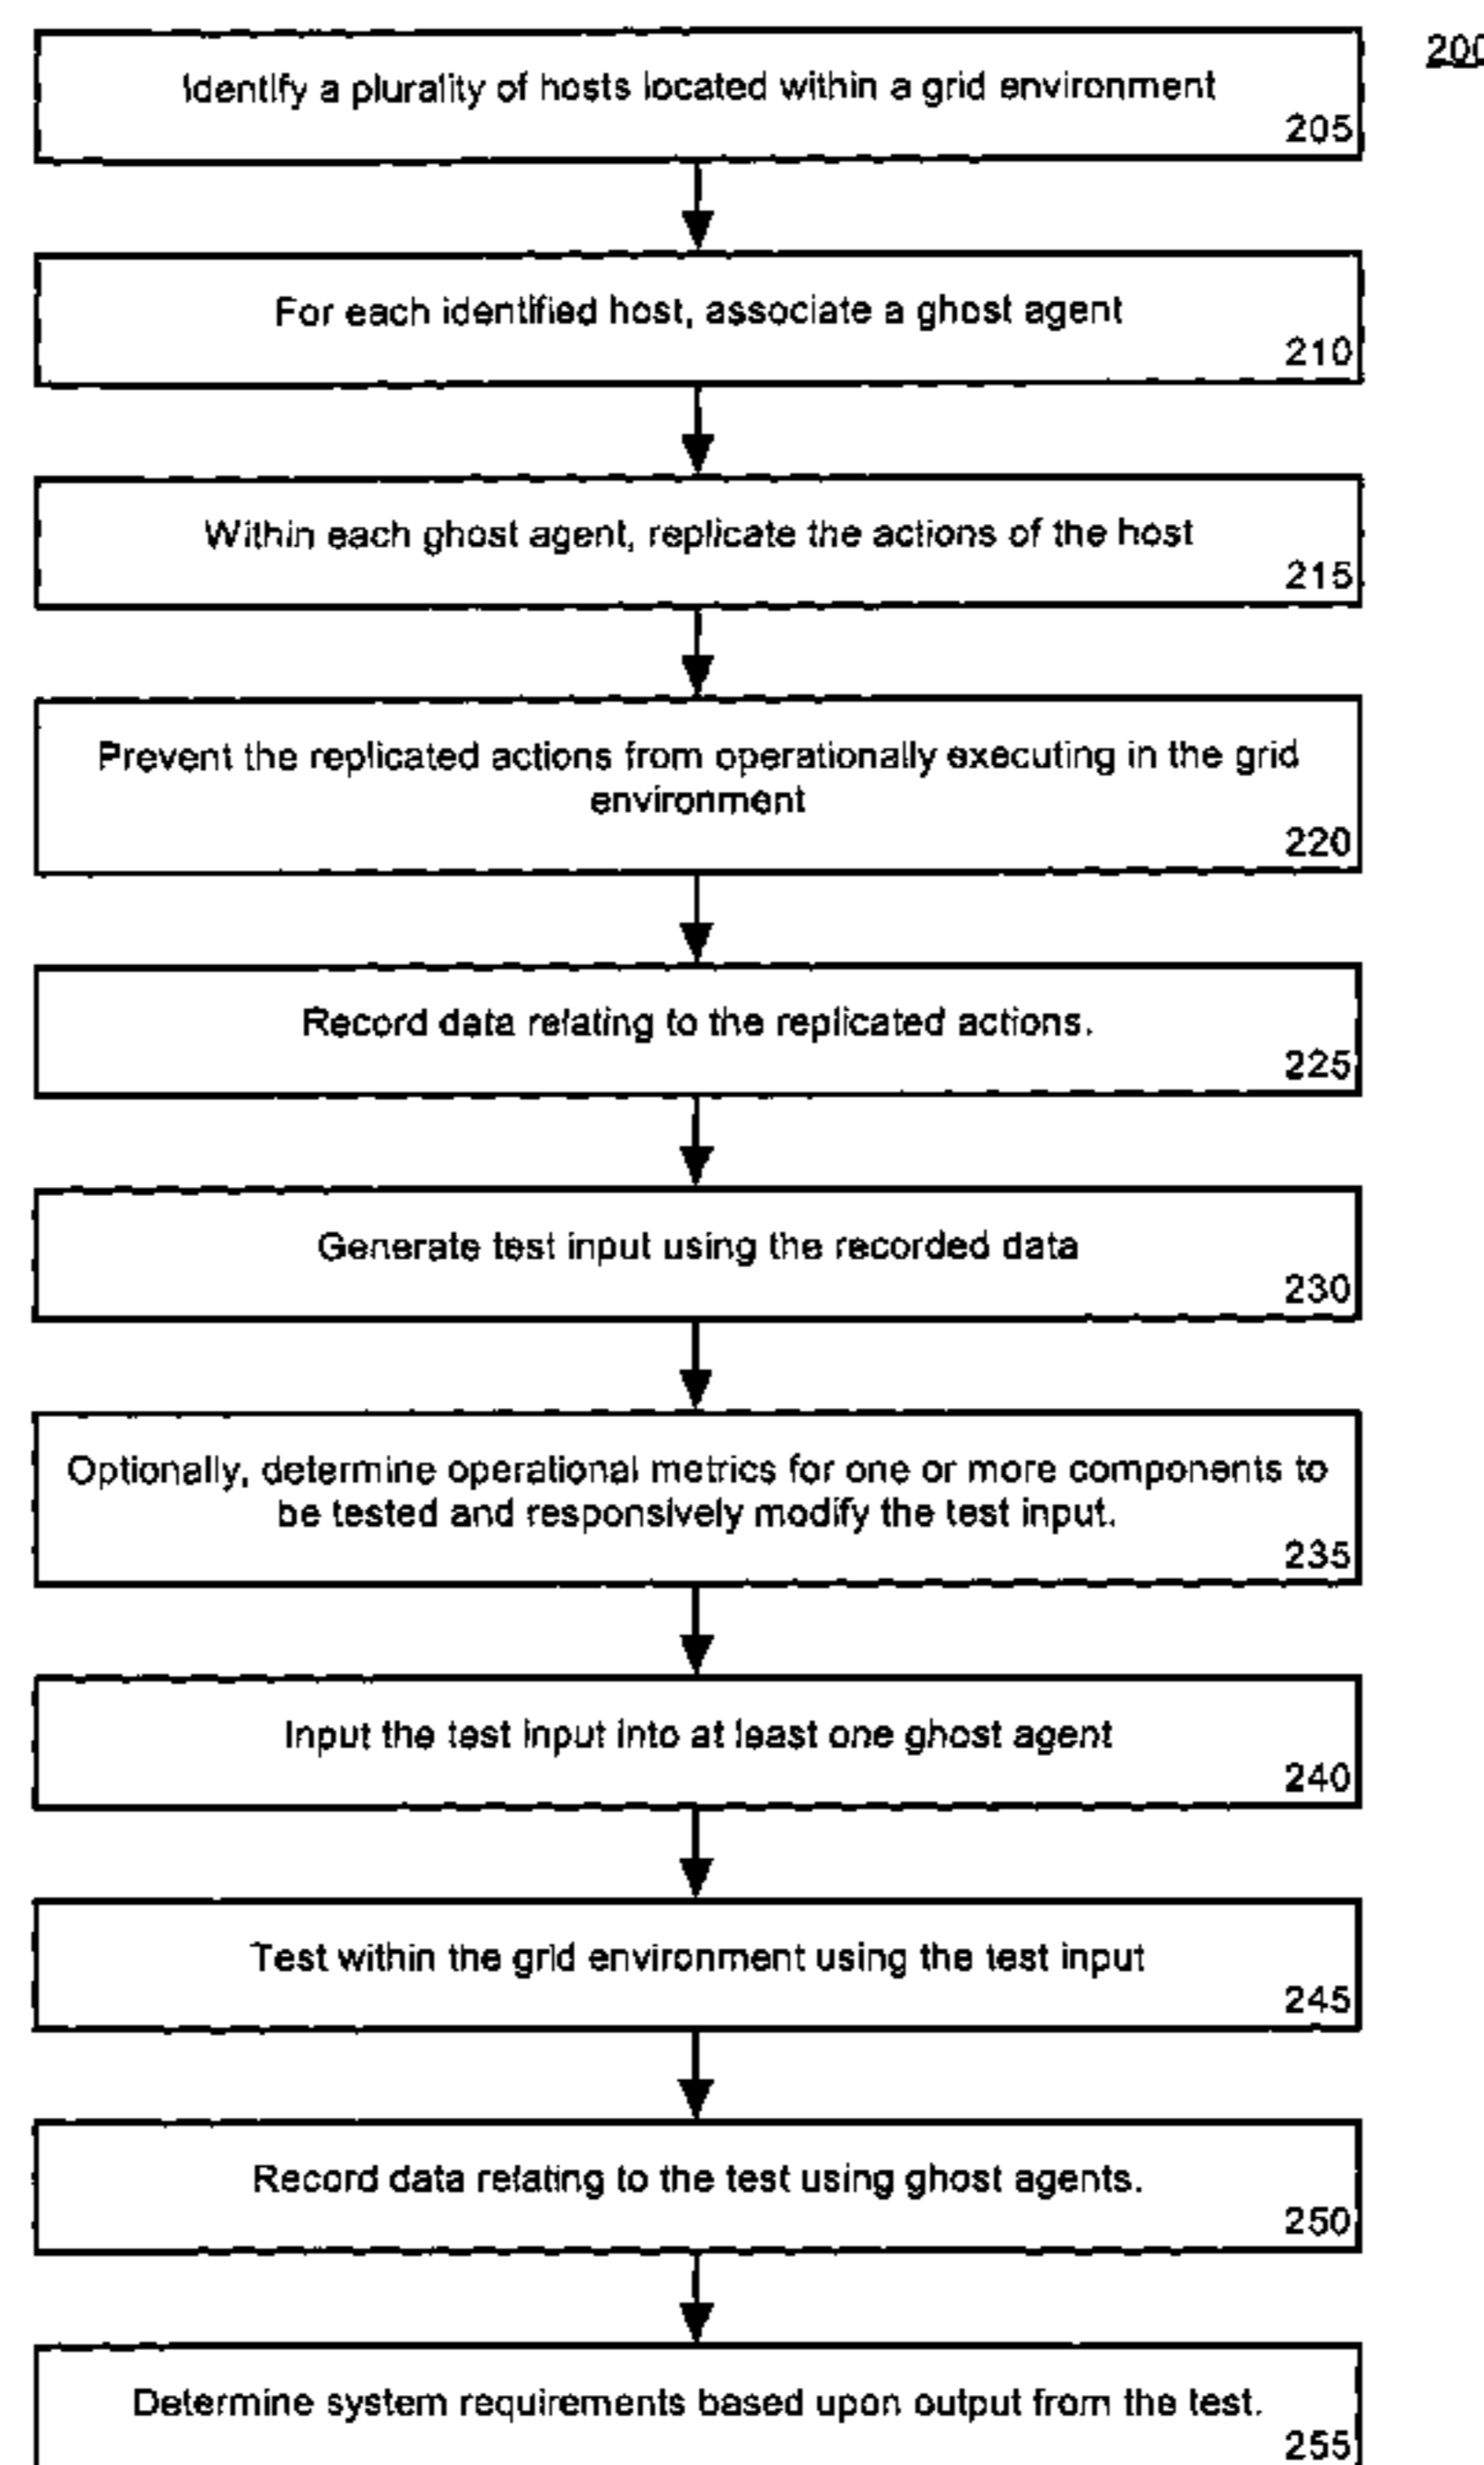 200
Identify a plurality of hosts located within a grid environment
205
For each identified host, associate a ghost agent
210
Within each ghost agent, replicate the actions of the host
215
Prevent the replicated actions from operationally executing in the grid
environment
220
Record data relating to the replicated actions.
225
Generate test input using the recorded data
230
Optionally, determine operational metrics for one or more components to
be tested and responsively modify the test input.
235
Input the test input into at least one ghost agent
240
Test within the grid environment using the test input
245
Record data relating to the test using ghost agents.
250
Determine system requirements based upon output from the test.
255